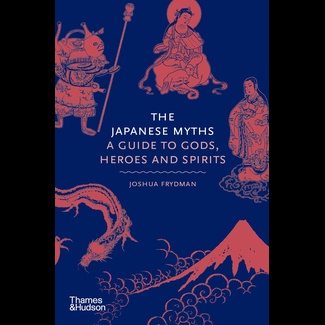 THE
JAPANESE MYTHS
A GUIDE TO GODS,
HEROES AND SPIRITS
JOSHUA FRYDMAN
Thames
&Hudson